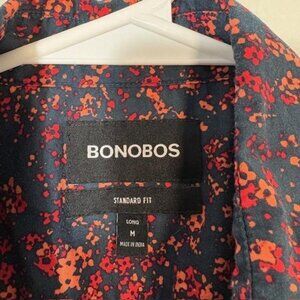 BONOBOS
STANDARD FIT
LONG
M
MADE IN INDIA